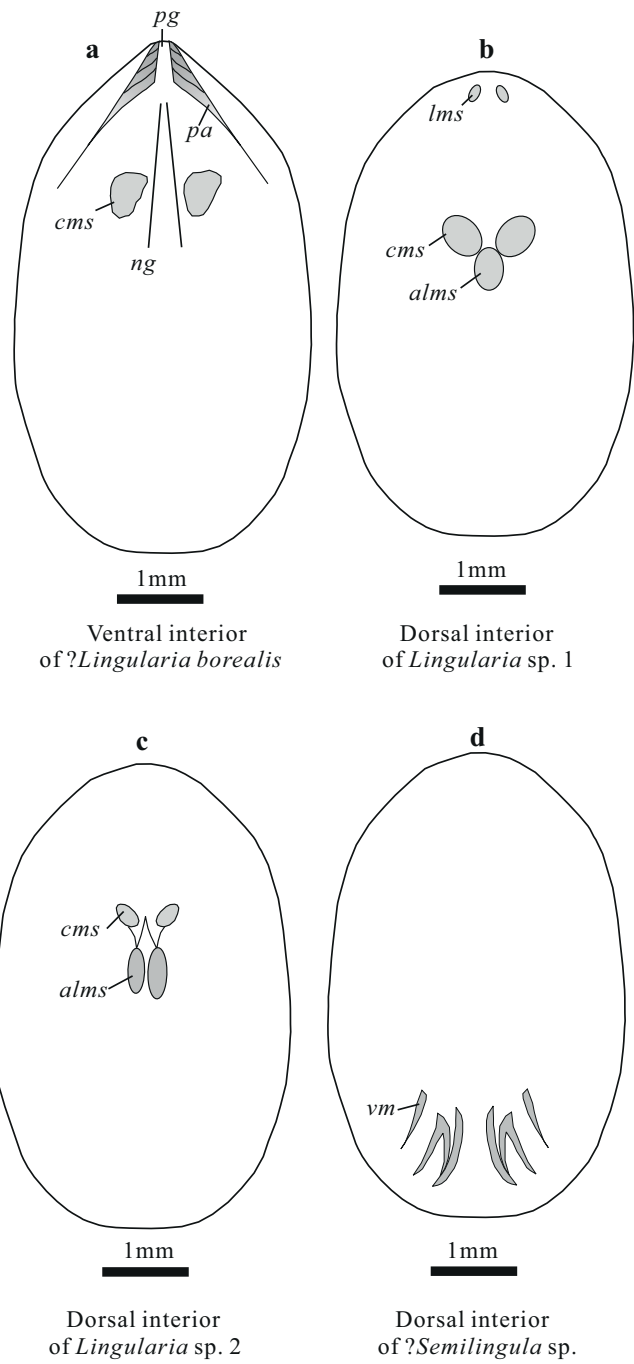 pg
a
b
lms
pa
cms
cms
ng
alms
1mm
1mm
Ventral interior
of ?Lingularia borealis
Dorsal interior
of Lingularia sp. 1
c
d
cms
alms
vm
1mm
1mm
Dorsal interior
of Lingularia sp. 2
Dorsal interior
of ?Semilingula sp.